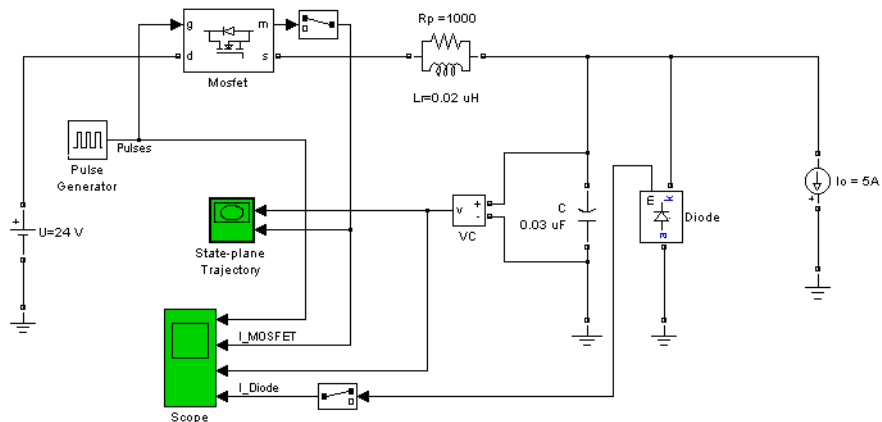 Rp = 1000
g
m
d
s
Mosfet
Lr=0.02 uH
Pulses
Pulse
Generator
U=24 V
+
State-plane
Trajectory
v
+
-
VC
C
0.03 uF
m
k
a
Diode
Io = 5A
+
I_MOSFET
I_Diode
Scope